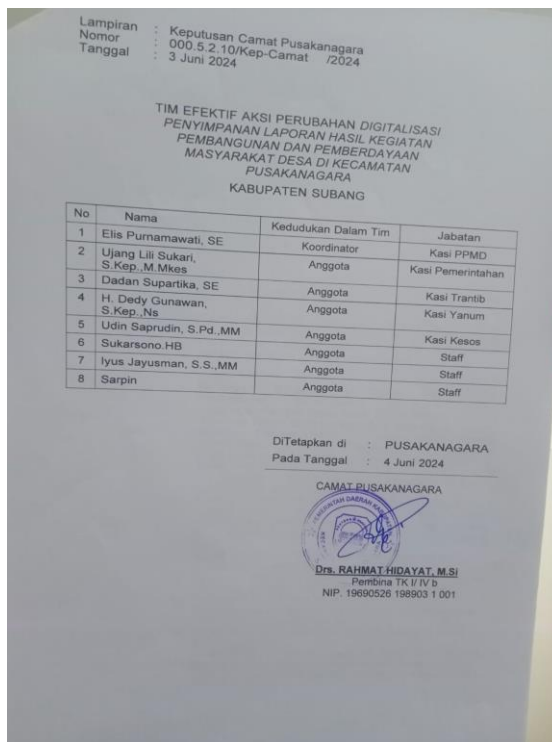 Lampiran : Keputusan Camat Pusakanagara
Nomor : 000.5.2.10/Kep-Camat /2024
Tanggal : 3 Juni 2024
TIM EFEKTIF AKSI PERUBAHAN DIGITALISASI
PENYIMPANAN LAPORAN HASIL KEGIATAN
PEMBANGUNAN DAN PEMBERDAYAAN
MASYARAKAT DESA DI KECAMATAN
PUSAKANAGARA
KABUPATEN SUBANG
No Nama Kedudukan Dalam Tim Jabatan
1 Elis Purnamawati, SE Koordinator Kasi PPMD
2 Ujang Lili Sukari, Anggota Kasi Pemerintahan
S.Kep.,M.Mkes
3 Dadan Supartika, SE Anggota Kasi Trantib
4 H. Dedy Gunawan, Anggota Kasi Yanum
S.Kep.,Ns
5 Udin Saprudin, S.Pd.,MM Anggota Kasi Kesos
6 Sukarsono.HB Anggota Staff
7 Iyus Jayusman, S.S.,MM Anggota Staff
8 Sarpin Anggota Staff
DiTetapkan di : PUSAKANAGARA
Pada Tanggal : 4 Juni 2024
CAMAT PUSAKANAGARA
PEMERINTAH DAERAH KABUPATEN
Drs. RAHMAT HIDAYAT, M.Si
Pembina TK I/ IV b
NIP. 19690526 198903 1 001